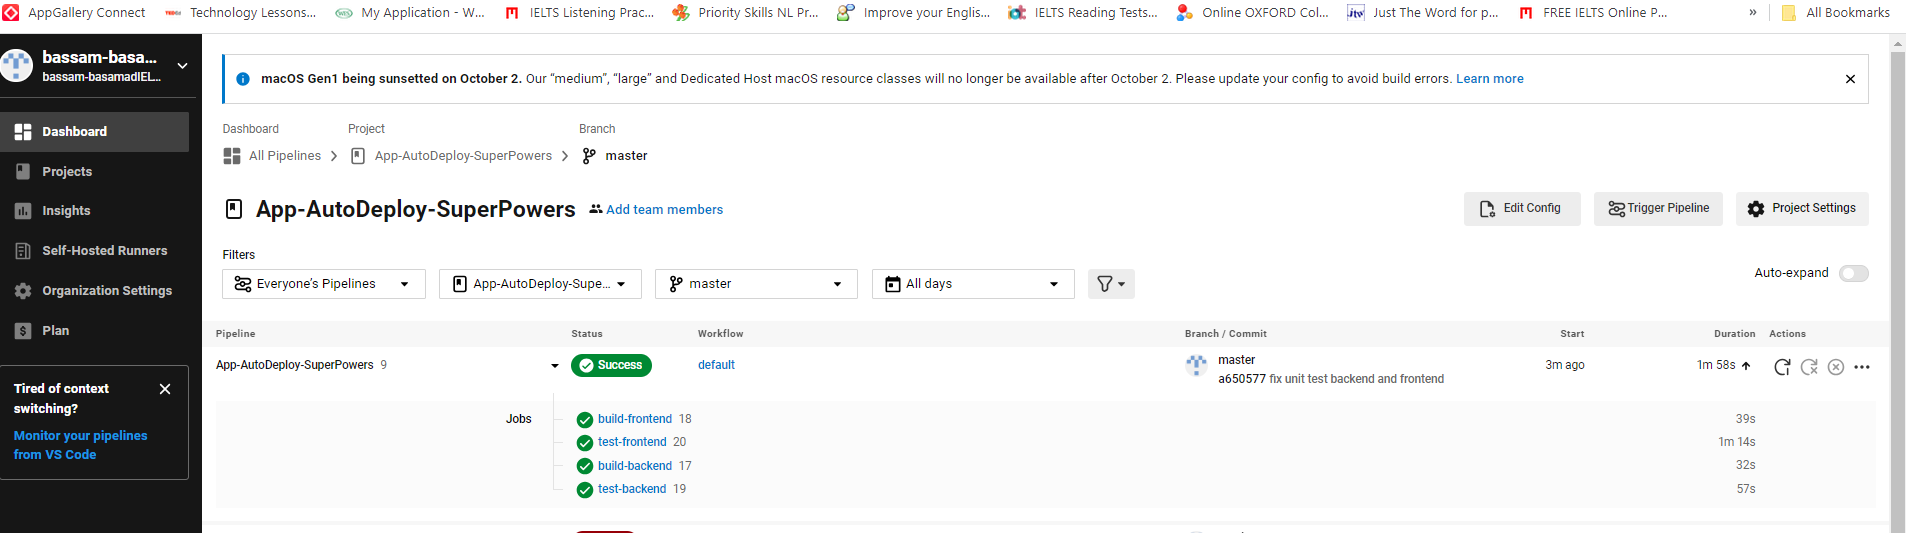 AppGallery Connect Technology Lessons... My Application - W... IELTS Listening Prac... Priority Skills NL Pr... Improve your Englis... IELTS Reading Tests... Online OXFORD Col... Just The Word for p... FREE IELTS Online P... » All Bookmarks
bassam-basa...
bassam-basamadIEL...
Dashboard
Projects
Insights
Self-Hosted Runners
Organization Settings
Plan
Tired of context
switching?
Monitor your pipelines
from VS Code
macOS Gen1 being sunsetted on October 2. Our “medium”, “large” and Dedicated Host macOS resource classes will no longer be available after October 2. Please update your config to avoid build errors. Learn more
Dashboard Project Branch
All Pipelines App-AutoDeploy-SuperPowers master
App-AutoDeploy-SuperPowers Add team members Edit Config Trigger Pipeline Project Settings
Filters
Everyone's Pipelines App-AutoDeploy-Supe... master All days Auto-expand
Pipeline Status Workflow Branch / Commit Start Duration Actions
App-AutoDeploy-SuperPowers 9 Success default master 3m ago 1m 58s
a650577 fix unit test backend and frontend
Jobs build-frontend 18 39s
test-frontend 20 1m 14s
build-backend 17 32s
test-backend 19 57s